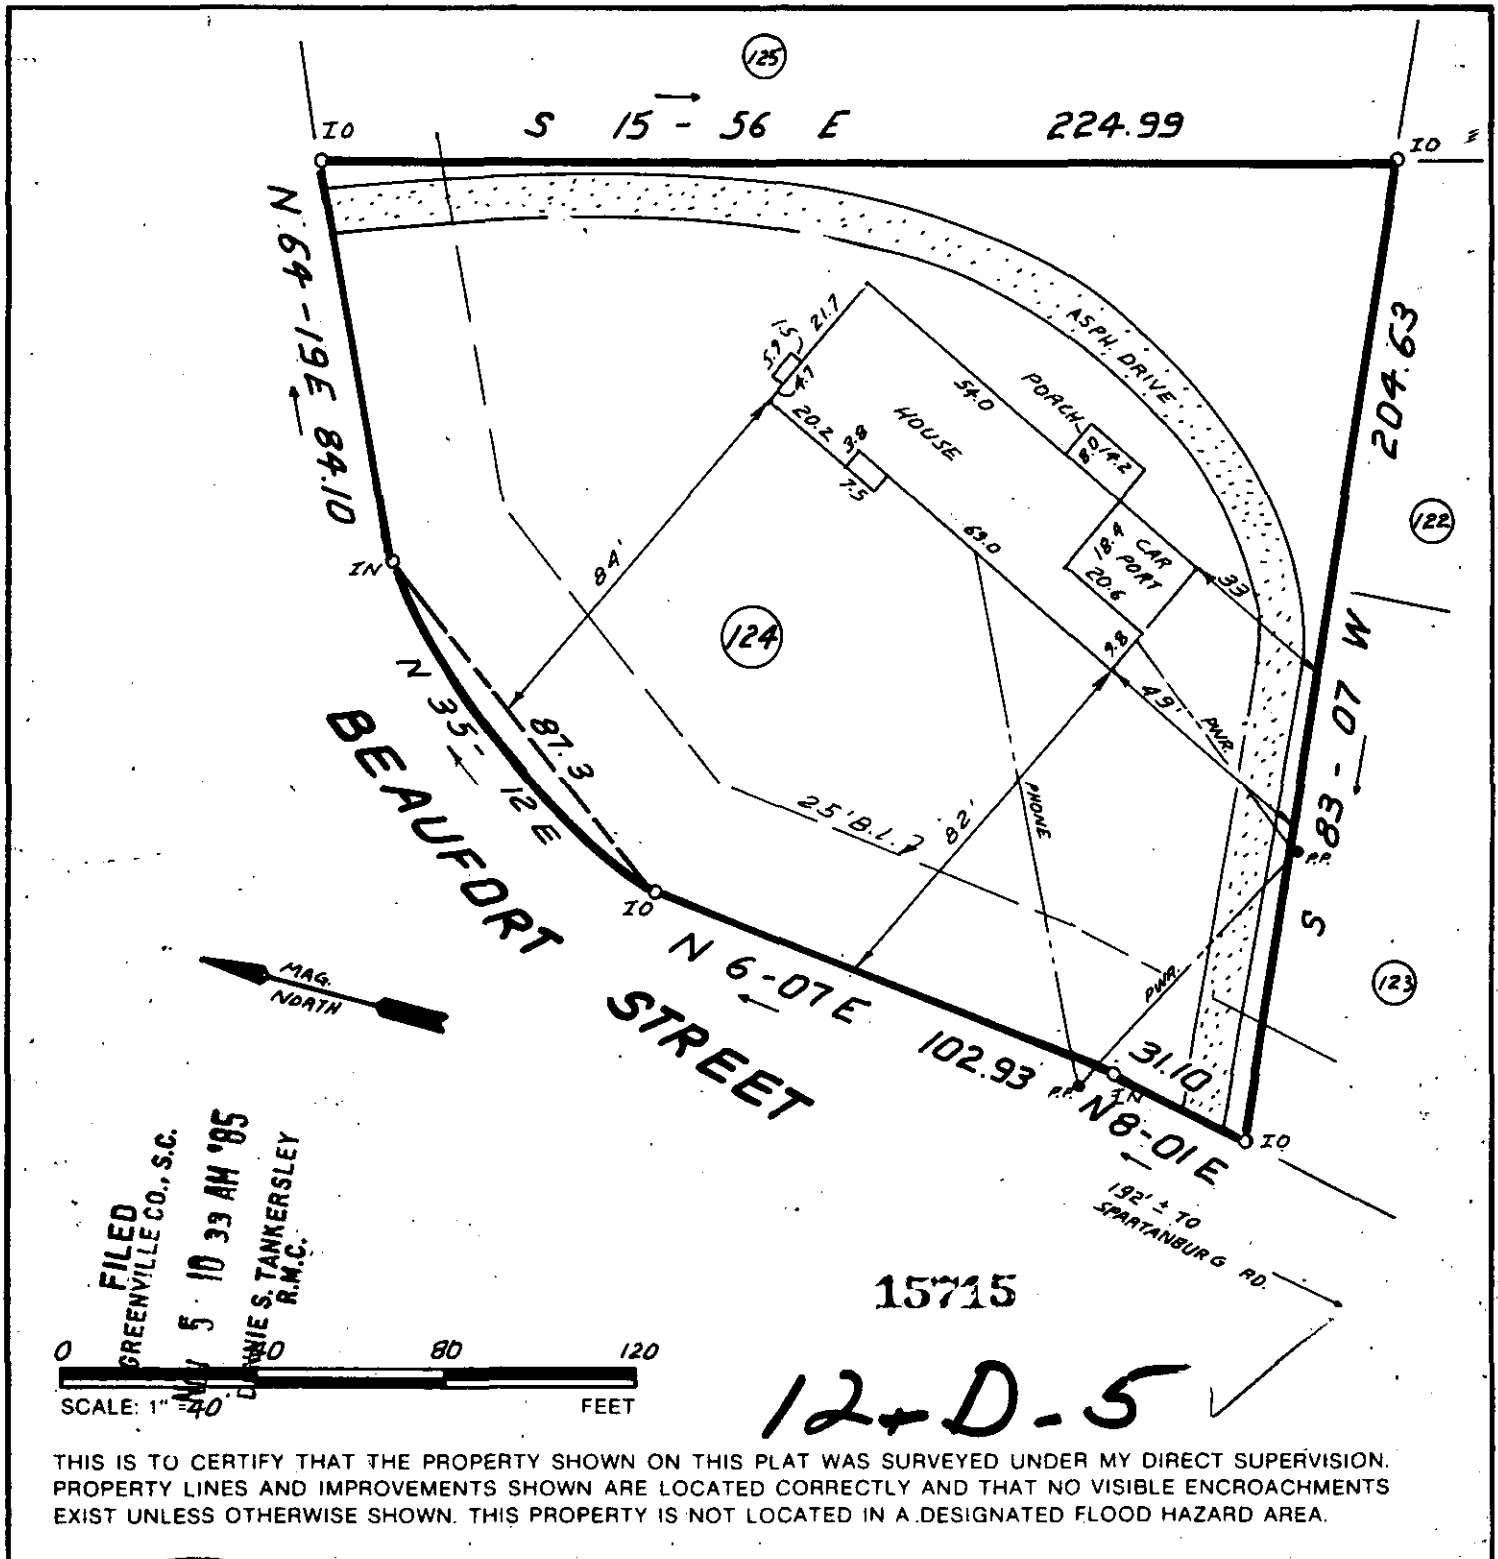 125
S 15 - 56 E 224.99
IO
IO
N 64 - 19 E 84.10
204.63
ASPH. DRIVE
21.7
1.5
5.9
4.7
20.2
3.8
7.5
HOUSE
54.0
PORCH
8.0
14.2
63.0
18.4
CAR
PORT
20.6
9.8
33
122
IN
84'
124
49'
PWR.
S 83 - 07 W
N 35 - 12 E
87.3
BEAUFORT
STREET
25' B.L.
82'
PHONE
P.P.
IO
N 6 - 07 E 102.93
PWR.
123
MAG.
NORTH
31.10
P.P.
IN
N 8 - 01 E
IO
192' ± TO
SPARTANBURG RD.
FILED
GREENVILLE CO., S.C.
NOV 5 10 33 AM '85
DONNIE S. TANKERSLEY
R.M.C.
15715
0 40 80 120
SCALE: 1" = 40' FEET
12-D-5
THIS IS TO CERTIFY THAT THE PROPERTY SHOWN ON THIS PLAT WAS SURVEYED UNDER MY DIRECT SUPERVISION.
PROPERTY LINES AND IMPROVEMENTS SHOWN ARE LOCATED CORRECTLY AND THAT NO VISIBLE ENCROACHMENTS
EXIST UNLESS OTHERWISE SHOWN. THIS PROPERTY IS NOT LOCATED IN A DESIGNATED FLOOD HAZARD AREA.